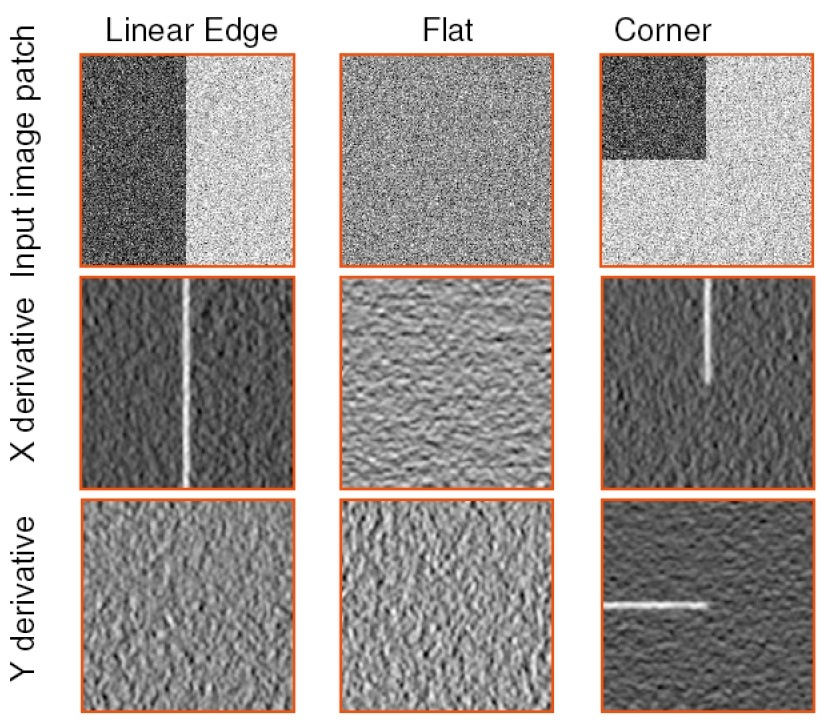 Linear Edge Flat Corner
Input image patch
X derivative
Y derivative